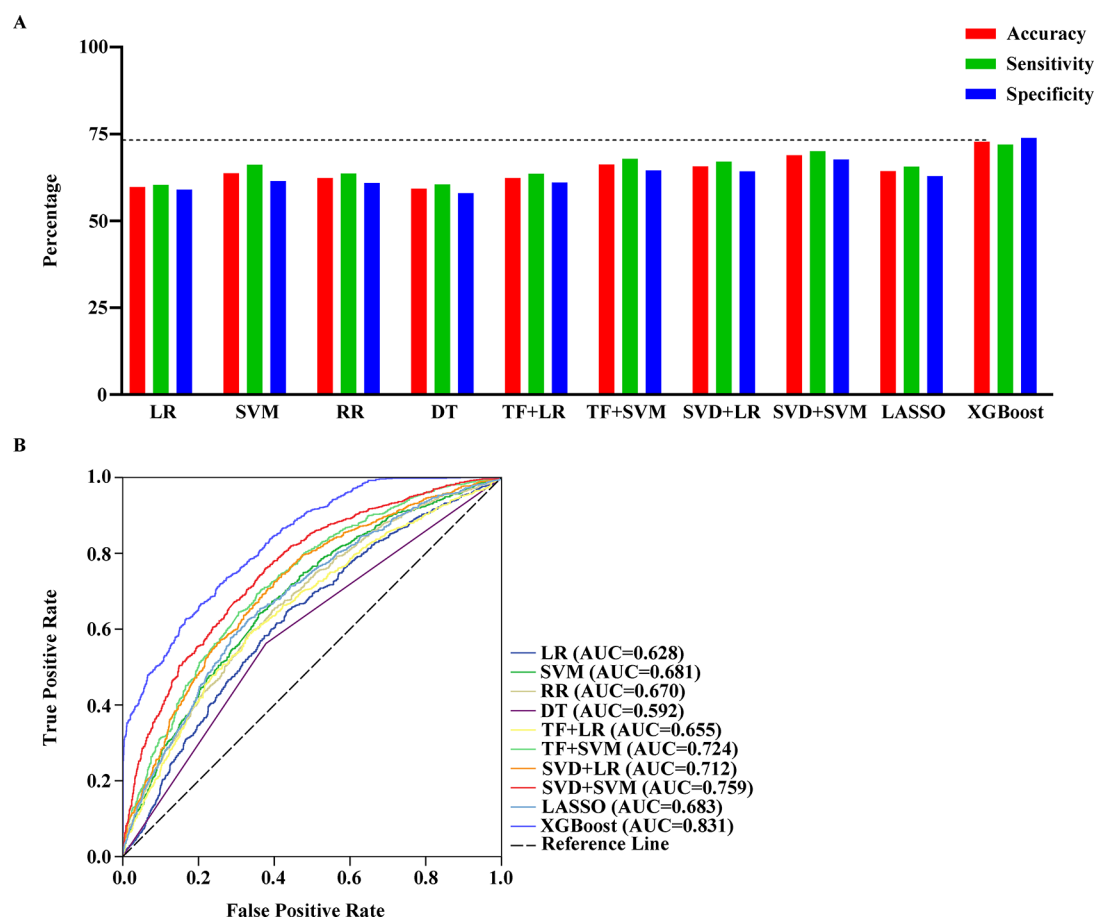 A
Accuracy
Sensitivity
Specificity
Percentage
100
75
50
25
0
LR SVM RR DT TF+LR TF+SVM SVD+LR SVD+SVM LASSO XGBoost
B
True Positive Rate
1.0
0.8
0.6
0.4
0.2
0.0
0.0 0.2 0.4 0.6 0.8 1.0
False Positive Rate
LR (AUC=0.628)
SVM (AUC=0.681)
RR (AUC=0.670)
DT (AUC=0.592)
TF+LR (AUC=0.655)
TF+SVM (AUC=0.724)
SVD+LR (AUC=0.712)
SVD+SVM (AUC=0.759)
LASSO (AUC=0.683)
XGBoost (AUC=0.831)
Reference Line